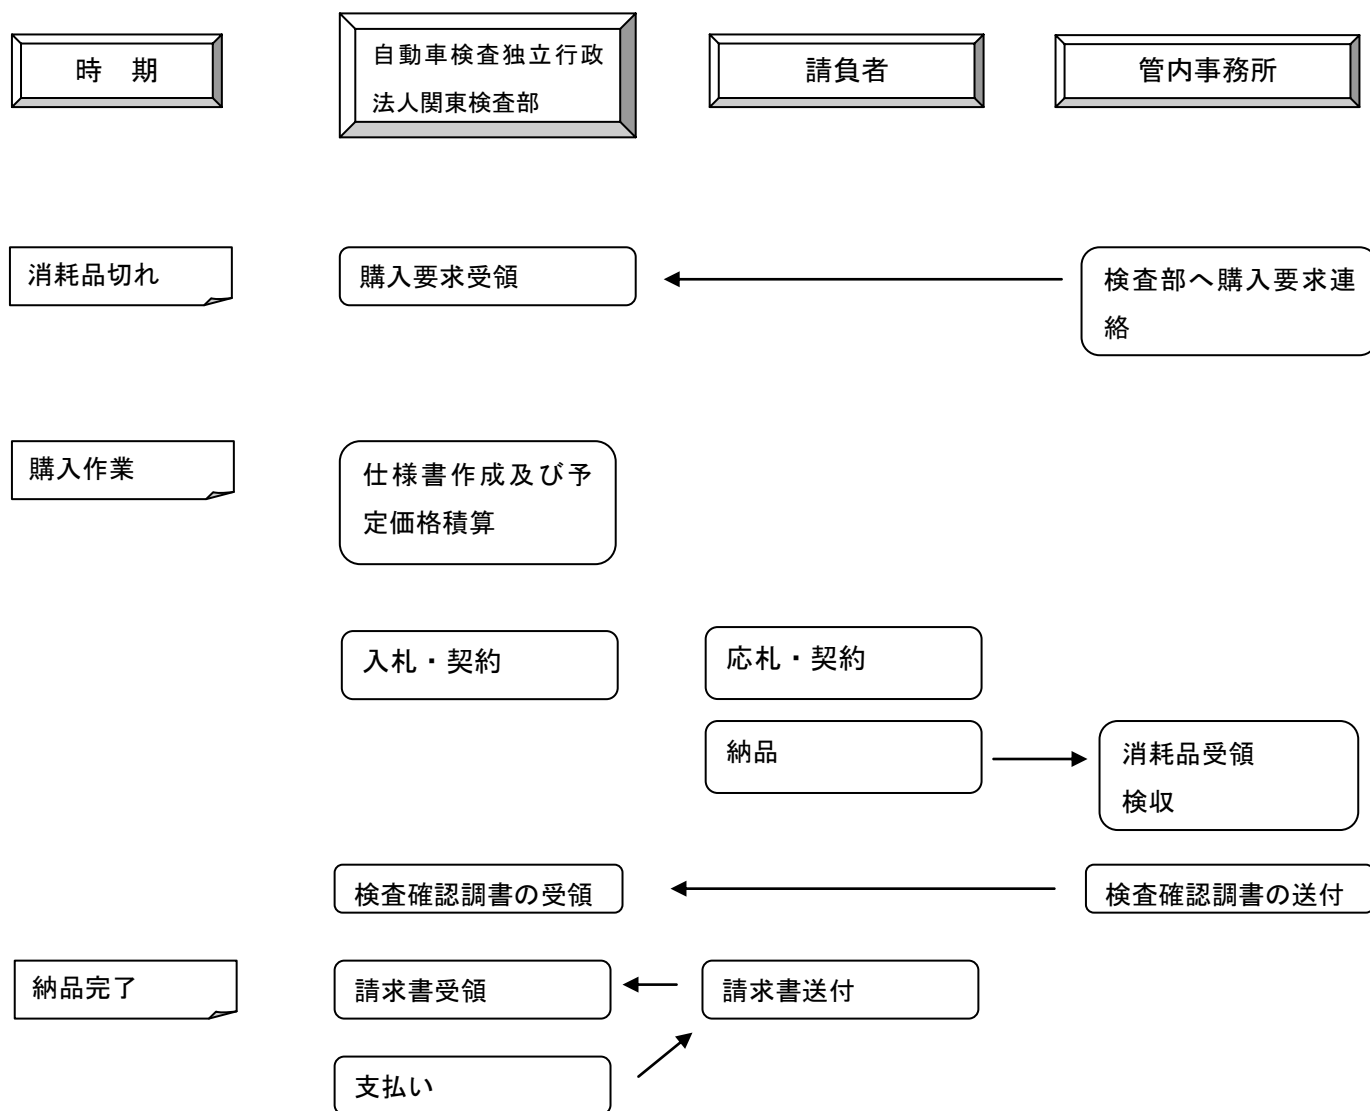 時　期
自動車検査独立行政
法人関東検査部
請負者
管内事務所
消耗品切れ
購入要求受領
検査部へ購入要求連
絡
購入作業
仕様書作成及び予
定価格積算
入札・契約
応札・契約
納品
消耗品受領
検収
検査確認調書の受領
検査確認調書の送付
納品完了
請求書受領
請求書送付
支払い